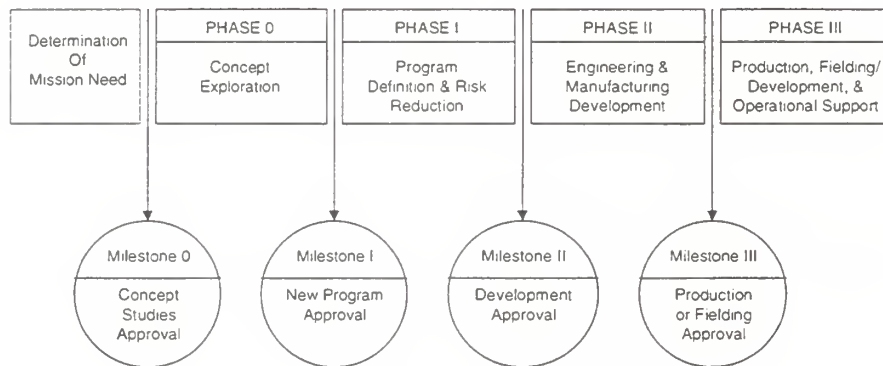 Determination
Of
Mission Need
PHASE 0
Concept
Exploration
PHASE I
Program
Definition & Risk
Reduction
PHASE II
Engineering &
Manufacturing
Development
PHASE III
Production, Fielding/
Development, &
Operational Support
Milestone 0
Concept
Studies
Approval
Milestone I
New Program
Approval
Milestone II
Development
Approval
Milestone III
Production
or Fielding
Approval